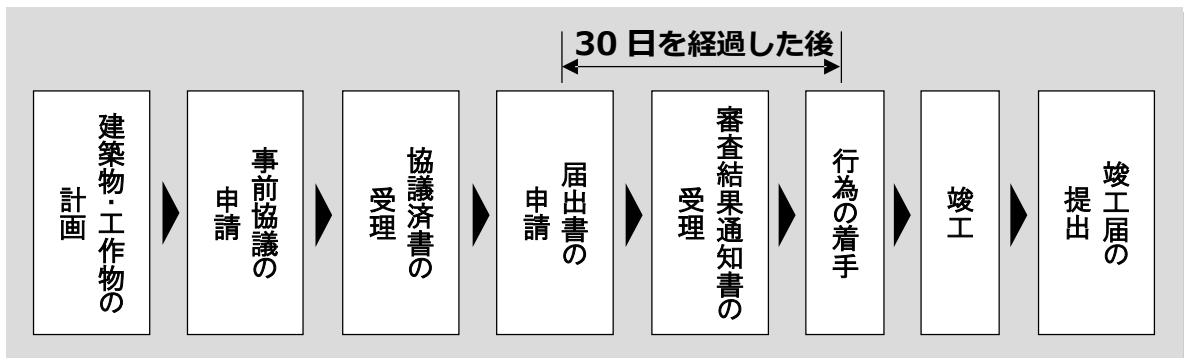 30 日を経過した後
建築物・工作物の
計画
事前協議の
申請
協議済書の
受理
届出書の
申請
審査結果通知書の
受理
行為の着手
竣工
竣工届の
提出